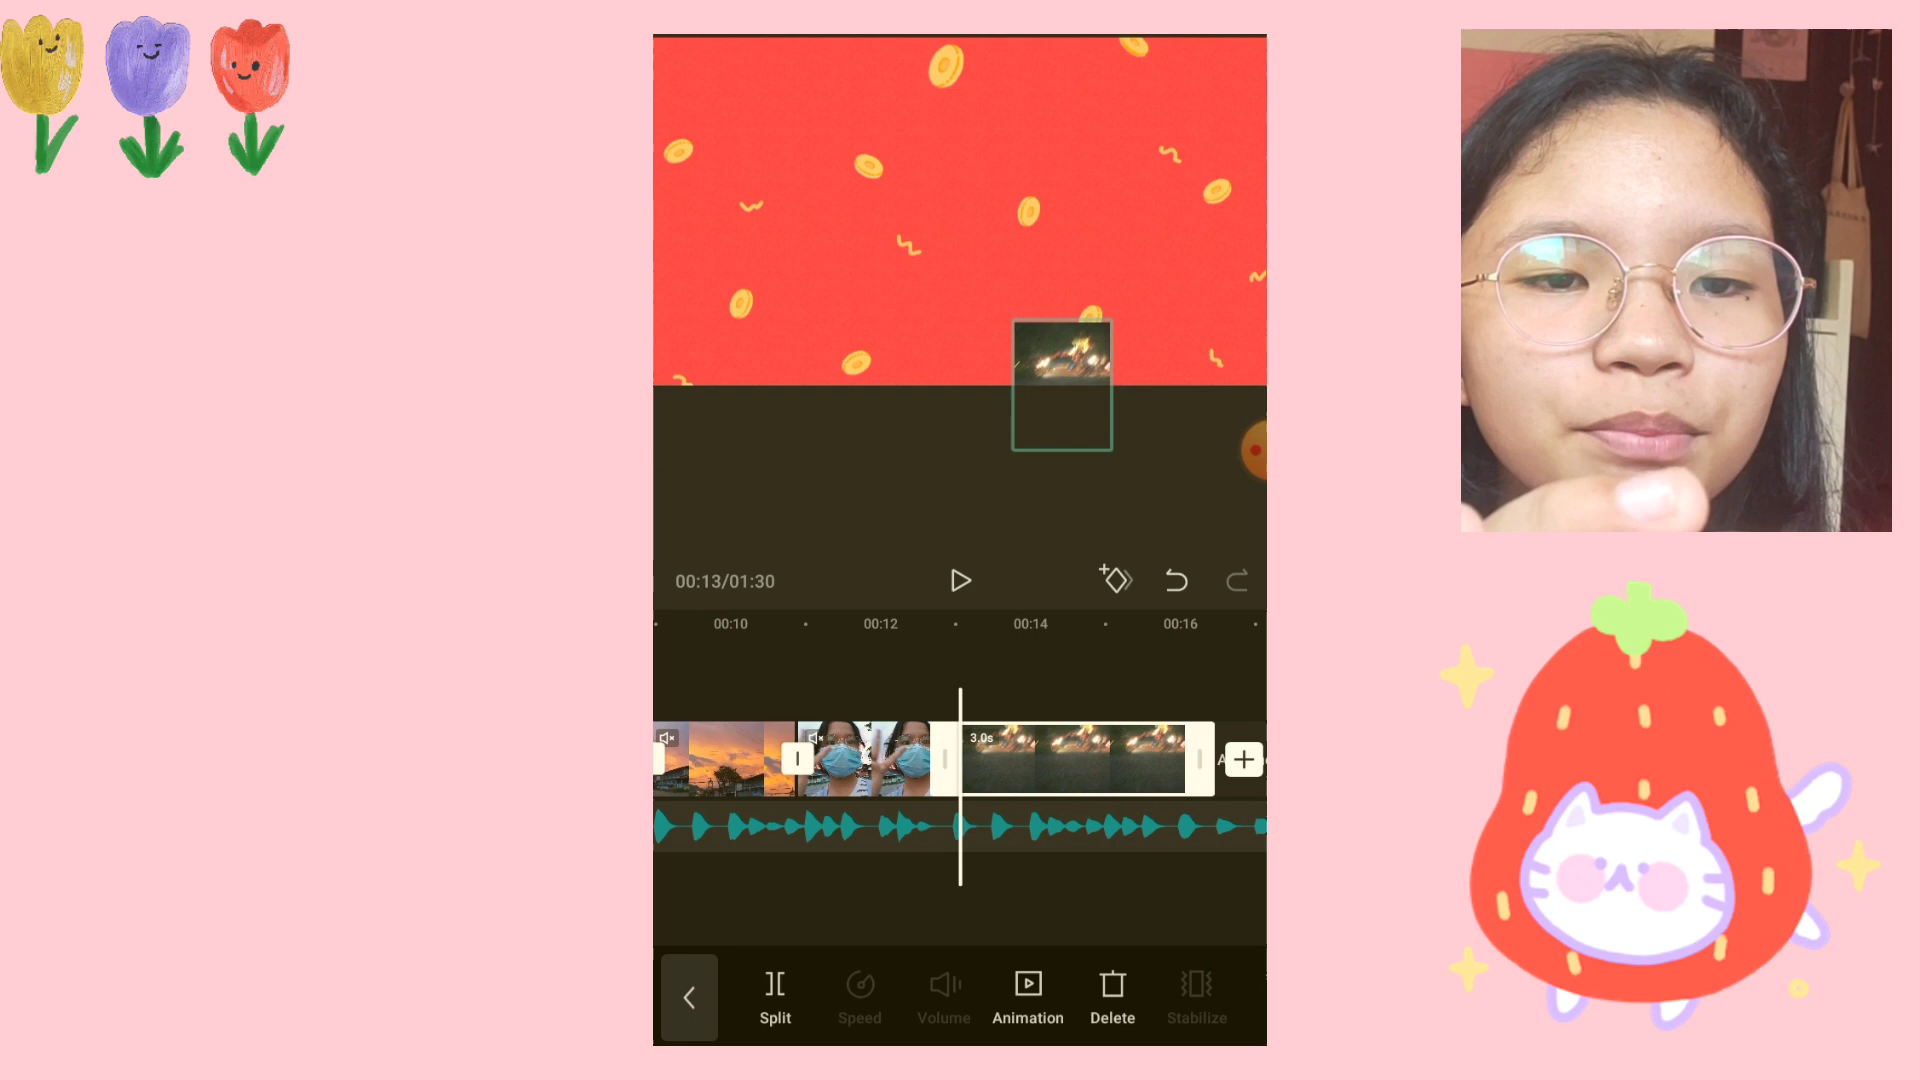 00:13/01:30
00:10
00:12
00:14
00:16
3.0s
Split
Speed
Volume
Animation
Delete
Stabilize